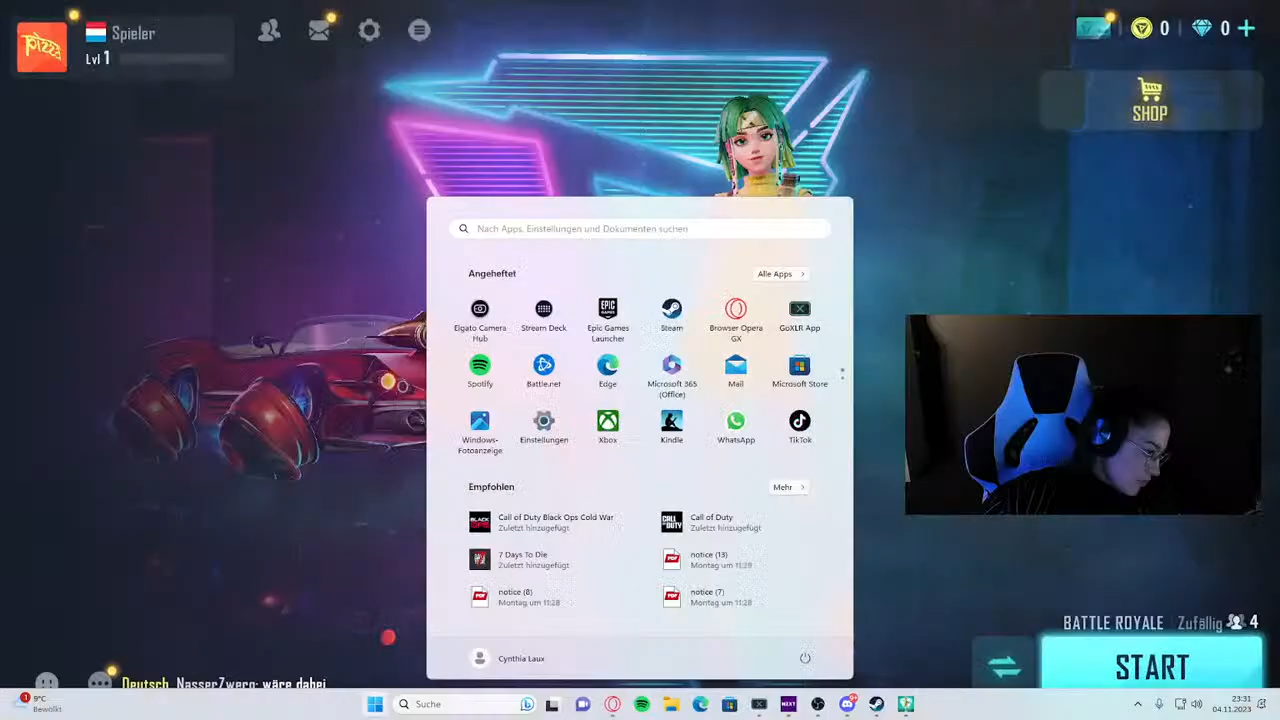 pizza
Spieler
Lvl 1
0
0
SHOP
Nach Apps, Einstellungen und Dokumenten suchen
Angeheftet
Alle Apps
Elgato Camera Hub
Stream Deck
Epic Games Launcher
Steam
Browser Opera GX
GoXLR App
Spotify
Battle.net
Edge
Microsoft 365 (Office)
Mail
Microsoft Store
Windows-Fotoanzeige
Einstellungen
Xbox
Kindle
WhatsApp
TikTok
Empfohlen
Mehr
Call of Duty Black Ops Cold War
Zuletzt hinzugefügt
Call of Duty
Zuletzt hinzugefügt
7 Days To Die
Zuletzt hinzugefügt
notice (13)
Montag um 11:29
notice (8)
Montag um 11:28
notice (7)
Montag um 11:28
BATTLE ROYALE Zufällig 4
Cynthia Laux
START
Deutsch NasserZwerg: wäre dabei
9°C
Bewölkt
Suche
NEXT
23:31
04.11.2023